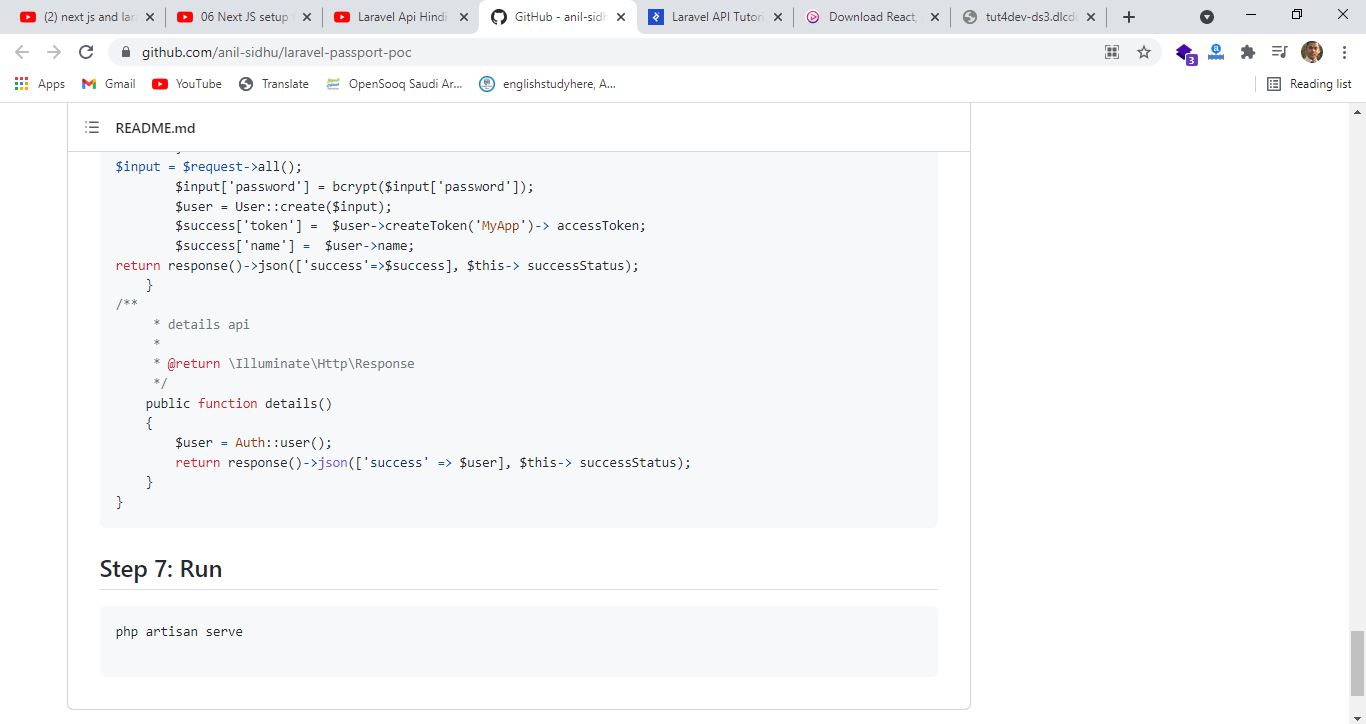 (2) next js and lar
06 Next JS setup
Laravel Api Hindi
GitHub - anil-sidh
Laravel API Tutor
Download React,
tut4dev-ds3.dlcd
github.com/anil-sidhu/laravel-passport-poc
3
Apps
Gmail
YouTube
Translate
OpenSooq Saudi Ar...
englishstudyhere, A...
Reading list
README.md
$input = $request->all();
$input['password'] = bcrypt($input['password']);
$user = User::create($input);
$success['token'] =  $user->createToken('MyApp')-> accessToken;
$success['name'] =  $user->name;
return response()->json(['success'=>$success], $this-> successStatus);
}
/**
* details api
*
* @return \Illuminate\Http\Response
*/
public function details()
{
$user = Auth::user();
return response()->json(['success' => $user], $this-> successStatus);
}
}
Step 7: Run
php artisan serve